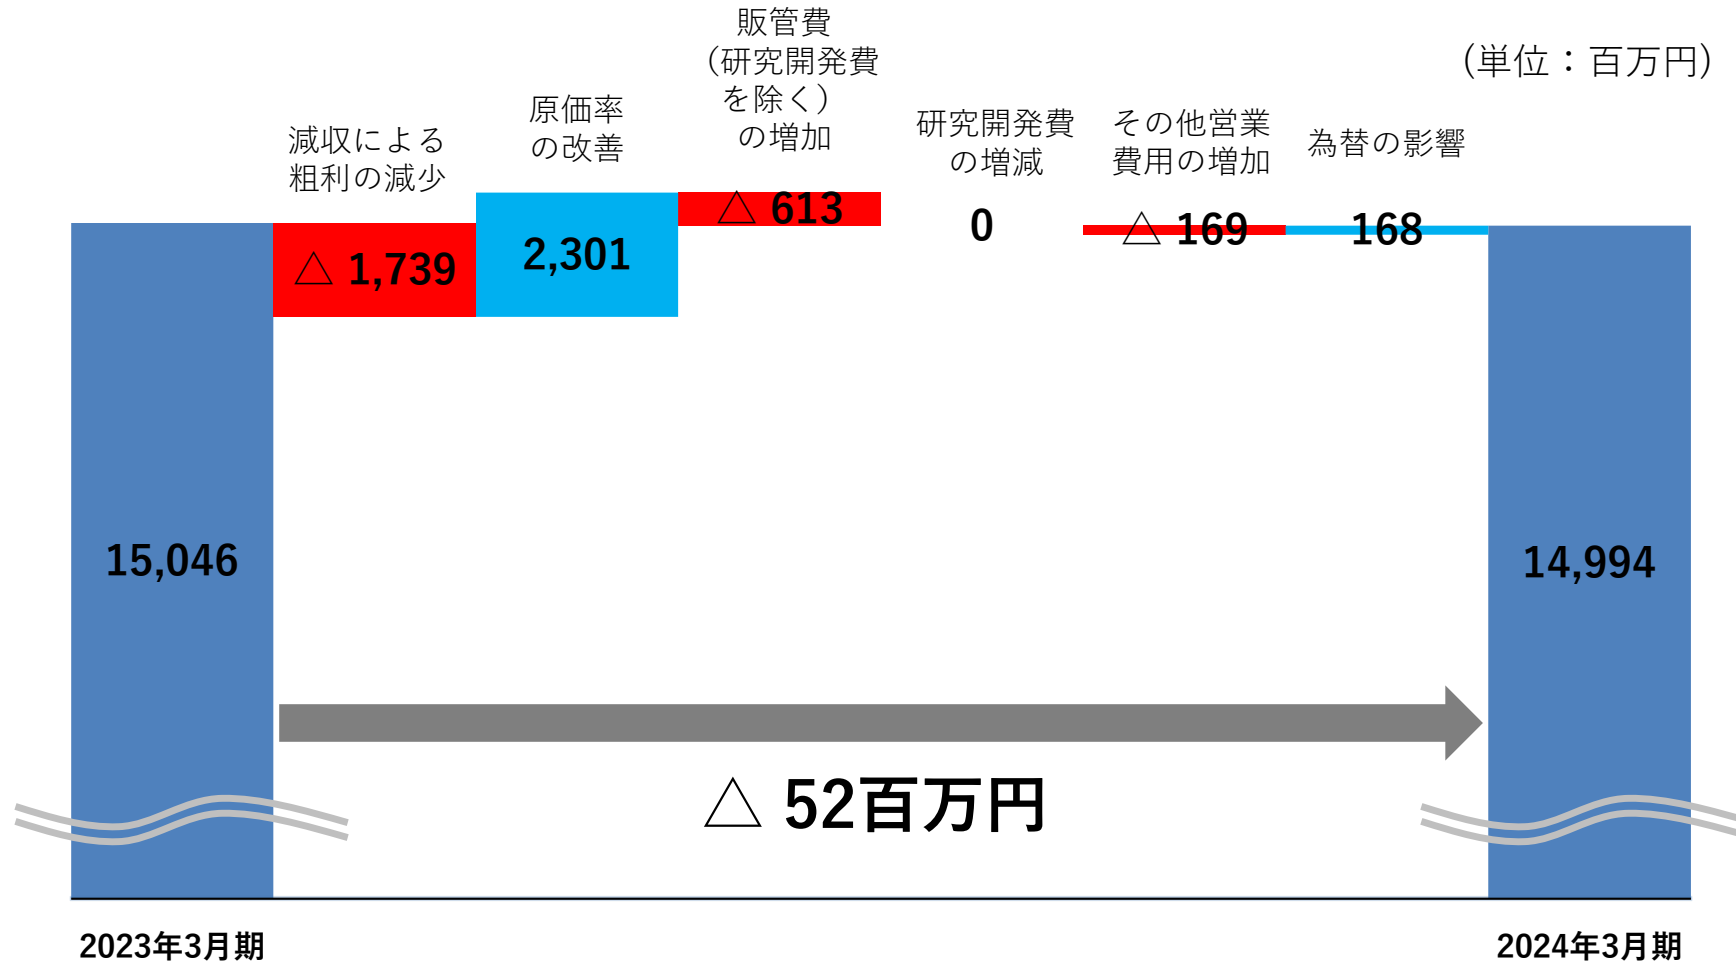 (単位：百万円)
減収による
粗利の減少
原価率
の改善
販管費
（研究開発費
を除く）
の増加
研究開発費
の増減
その他営業
費用の増加
為替の影響
15,046
△ 1,739
2,301
△ 613
0
△ 169
168
14,994
△ 52百万円
2023年3月期
2024年3月期